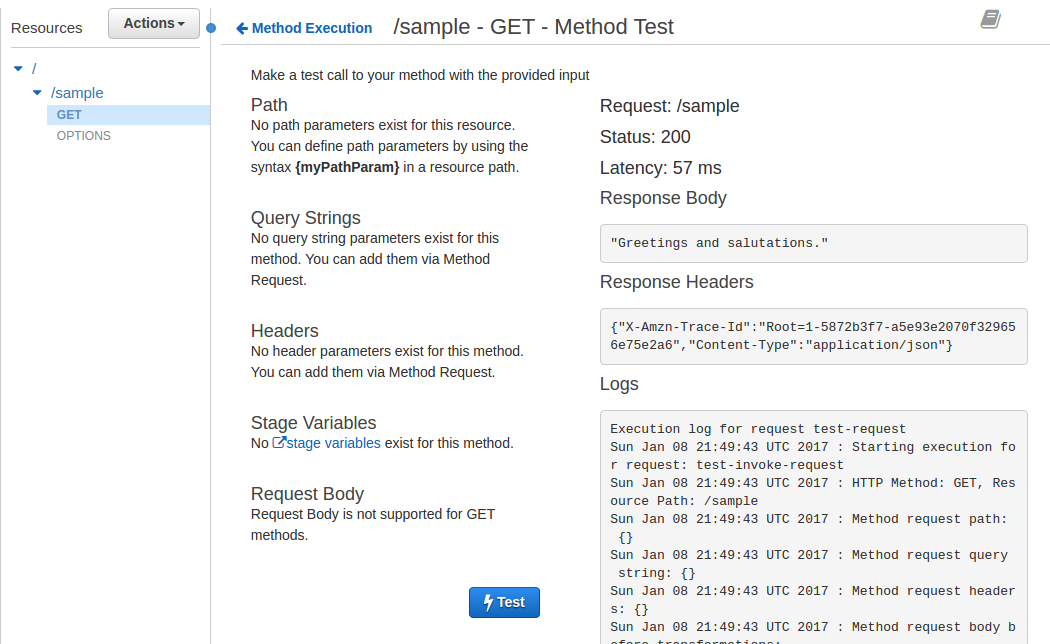 Resources
Actions
/
/sample
GET
OPTIONS
Method Execution
/sample - GET - Method Test
Make a test call to your method with the provided input
Path
No path parameters exist for this resource.
You can define path parameters by using the
syntax {myPathParam} in a resource path.
Query Strings
No query string parameters exist for this
method. You can add them via Method
Request.
Headers
No header parameters exist for this method.
You can add them via Method Request.
Stage Variables
No stage variables exist for this method.
Request Body
Request Body is not supported for GET
methods.
Test
Request: /sample
Status: 200
Latency: 57 ms
Response Body
"Greetings and salutations."
Response Headers
{"X-Amzn-Trace-Id":"Root=1-5872b3f7-a5e93e2070f32965
6e75e2a6","Content-Type":"application/json"}
Logs
Execution log for request test-request
Sun Jan 08 21:49:43 UTC 2017 : Starting execution fo
r request: test-invoke-request
Sun Jan 08 21:49:43 UTC 2017 : HTTP Method: GET, Res
ource Path: /sample
Sun Jan 08 21:49:43 UTC 2017 : Method request path:
{}
Sun Jan 08 21:49:43 UTC 2017 : Method request query
string: {}
Sun Jan 08 21:49:43 UTC 2017 : Method request header
s: {}
Sun Jan 08 21:49:43 UTC 2017 : Method request body b
efore transformations: